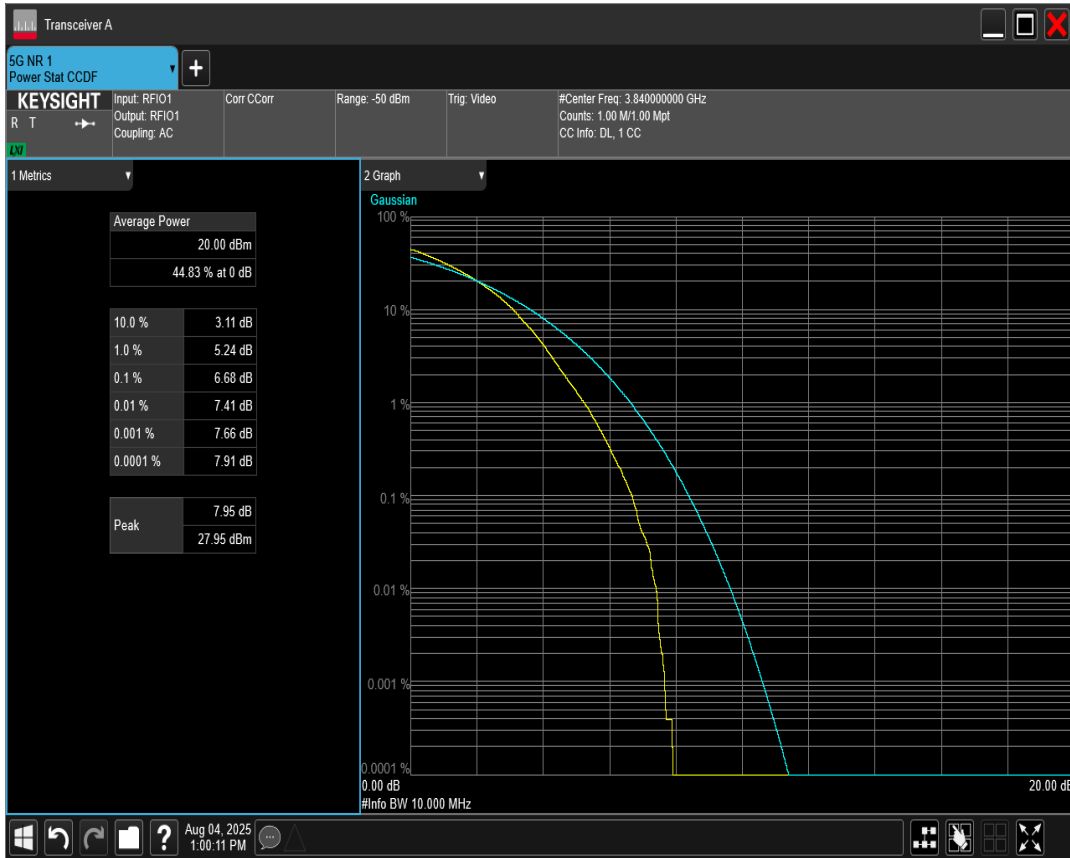 Transceiver A
5G NR 1
Power Stat CCDF
KEYSIGHT
R T
LXI
Input: RFIO1
Output: RFIO1
Coupling: AC
Corr CCorr
Range: -50 dBm
Trig: Video
#Center Freq: 3.840000000 GHz
Counts: 1.00 M/1.00 Mpt
CC Info: DL, 1 CC
1 Metrics
Average Power
20.00 dBm
44.83 % at 0 dB
10.0 % 3.11 dB
1.0 % 5.24 dB
0.1 % 6.68 dB
0.01 % 7.41 dB
0.001 % 7.66 dB
0.0001 % 7.91 dB
Peak 7.95 dB
27.95 dBm
2 Graph
Gaussian
100 %
10 %
1 %
0.1 %
0.01 %
0.001 %
0.0001 %
0.00 dB 20.00 dB
#Info BW 10.000 MHz
Aug 04, 2025
1:00:11 PM